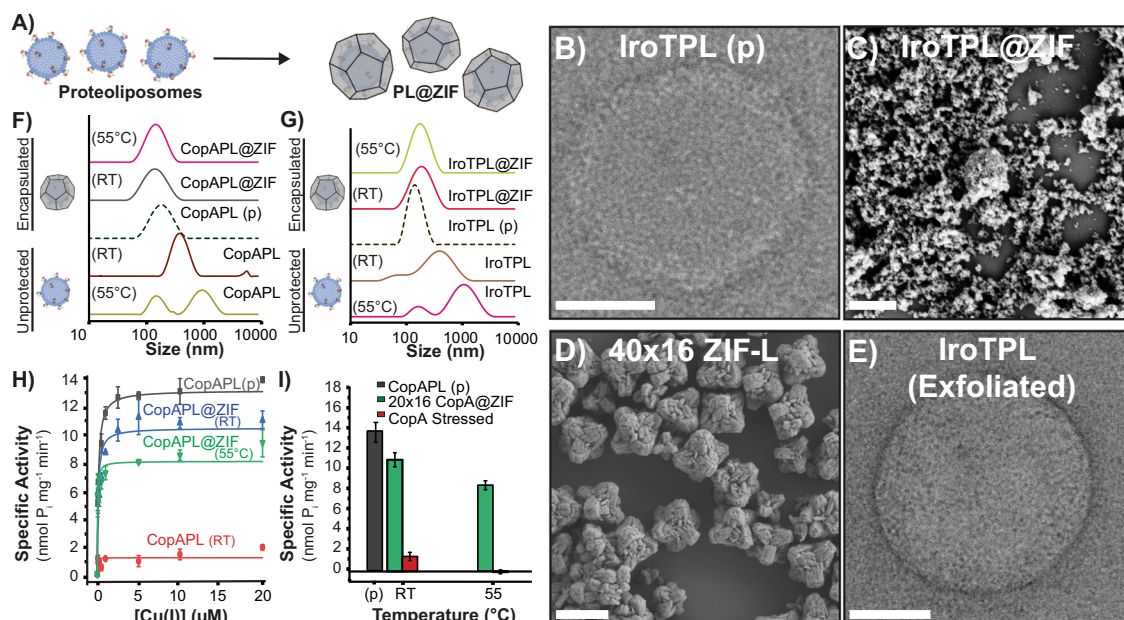 A)
Proteoliposomes
PL@ZIF
B)
IroTPL (p)
C)
IroTPL@ZIF
F)
Encapsulated
Unprotected
(55°C)
CopAPL@ZIF
(RT)
CopAPL@ZIF
CopAPL (p)
(RT)
CopAPL
(55°C)
CopAPL
10 100 1000 10000
Size (nm)
G)
Encapsulated
Unprotected
(55°C)
IroTPL@ZIF
(RT)
IroTPL@ZIF
IroTPL (p)
(RT)
IroTPL
(55°C)
IroTPL
10 100 1000 10000
Size (nm)
D)
40x16 ZIF-L
E)
IroTPL
(Exfoliated)
H)
Specific Activity
(nmol Pi mg⁻¹ min⁻¹)
14
12
10
8
6
4
2
0
CopAPL(p)
CopAPL@ZIF
(RT)
CopAPL@ZIF
(55°C)
CopAPL (RT)
0 5 10 15 20
[Cu(I)] (uM)
I)
Specific Activity
(nmol Pi mg⁻¹ min⁻¹)
18
16
14
12
10
8
6
4
2
0
CopAPL (p)
20x16 CopA@ZIF
CopA Stressed
(p) RT 55
Temperature (°C)